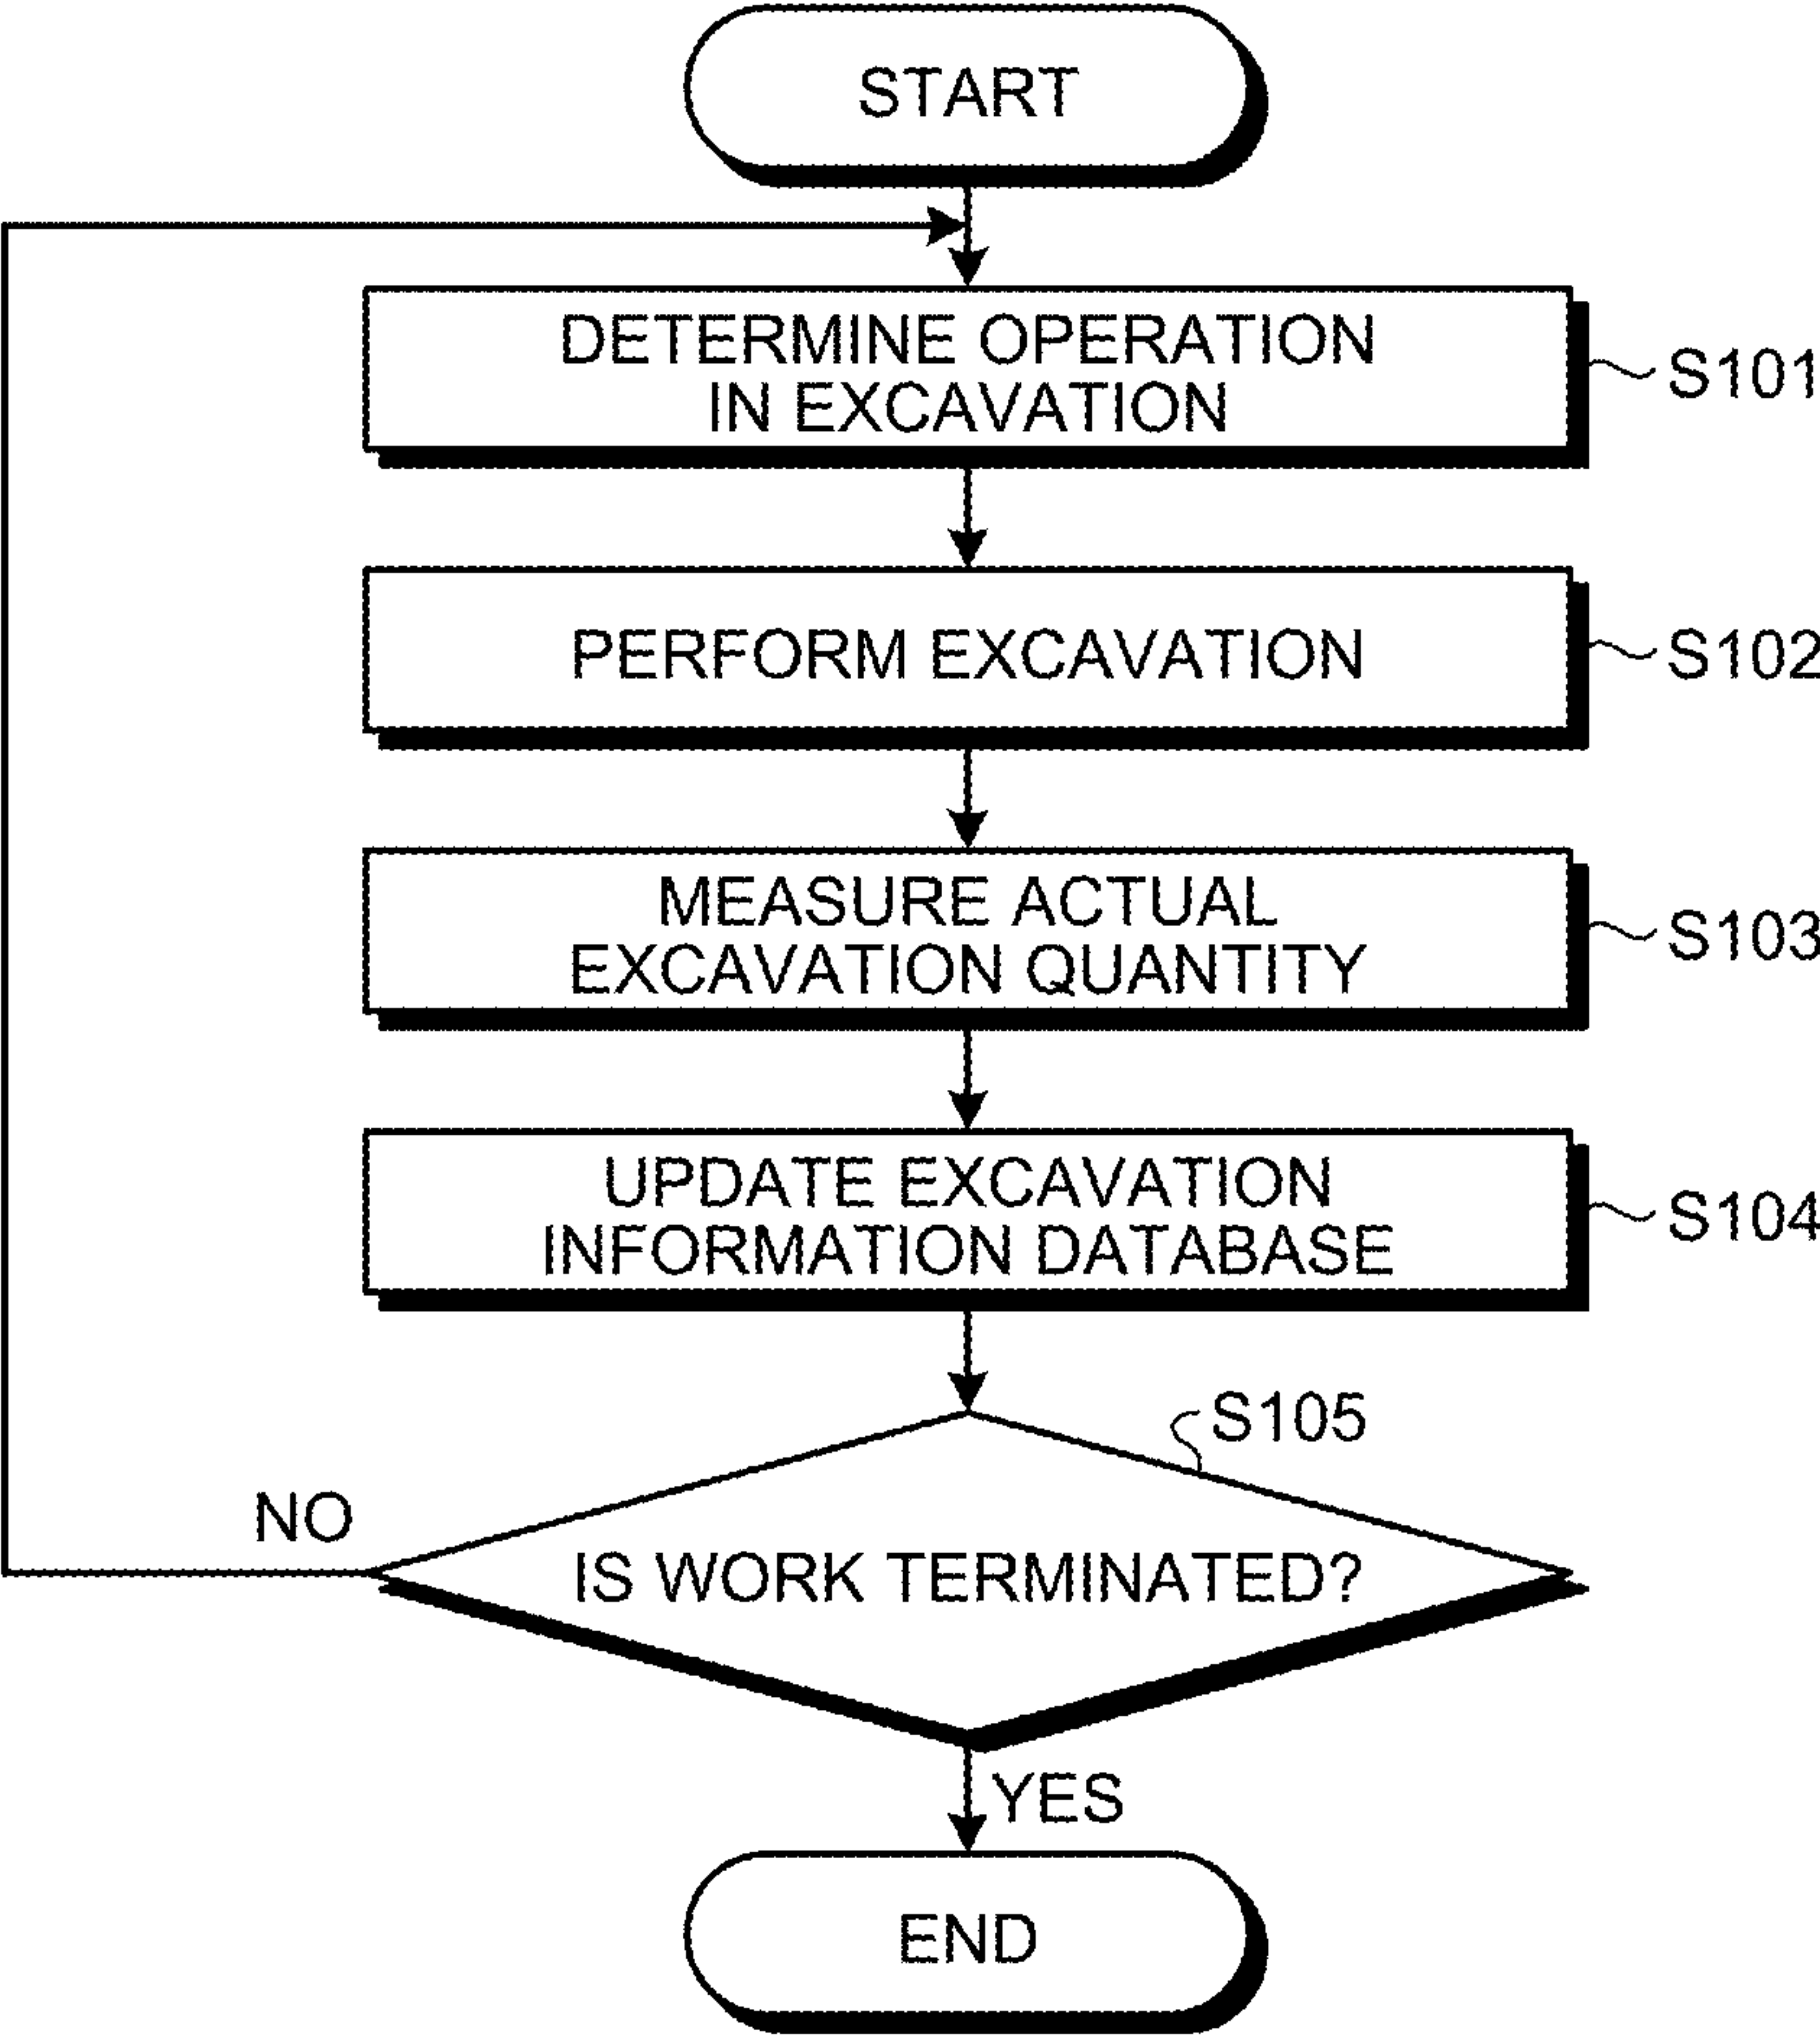 START
DETERMINE OPERATION
IN EXCAVATION
S101
PERFORM EXCAVATION
S102
MEASURE ACTUAL
EXCAVATION QUANTITY
S103
UPDATE EXCAVATION
INFORMATION DATABASE
S104
S105
NO
IS WORK TERMINATED?
YES
END